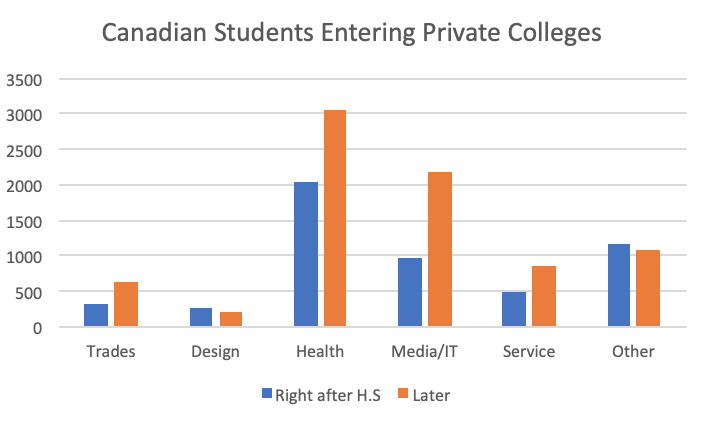 Canadian Students Entering Private Colleges
3500
3000
2500
2000
1500
1000
500
0
Trades Design Health Media/IT Service Other
Right after H.S Later